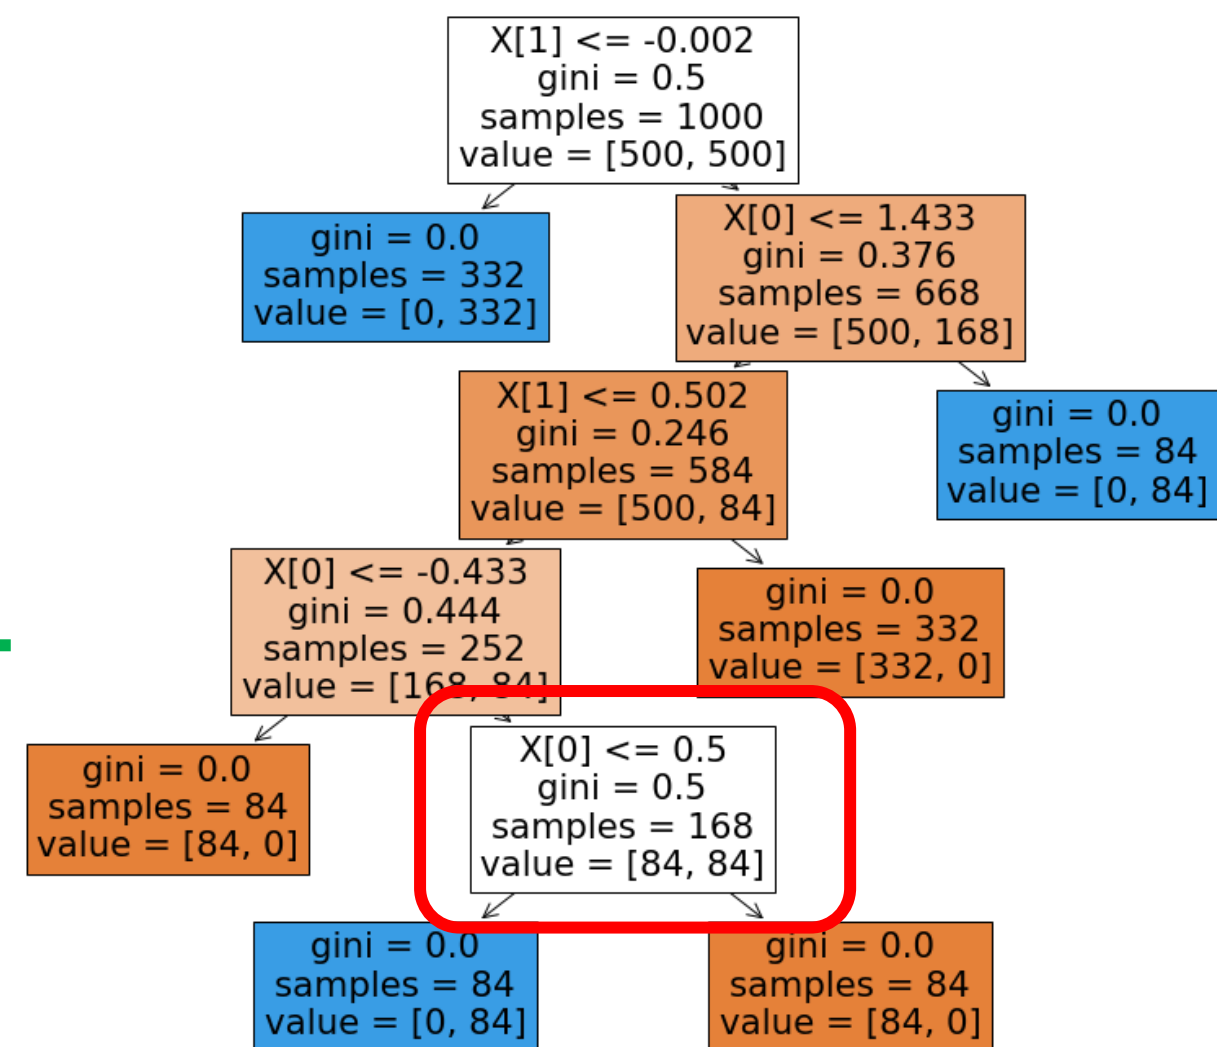 X[1] <= -0.002
gini = 0.5
samples = 1000
value = [500, 500]
gini = 0.0
samples = 332
value = [0, 332]
X[0] <= 1.433
gini = 0.376
samples = 668
value = [500, 168]
X[1] <= 0.502
gini = 0.246
samples = 584
value = [500, 84]
gini = 0.0
samples = 84
value = [0, 84]
X[0] <= -0.433
gini = 0.444
samples = 252
value = [168, 84]
gini = 0.0
samples = 332
value = [332, 0]
gini = 0.0
samples = 84
value = [84, 0]
X[0] <= 0.5
gini = 0.5
samples = 168
value = [84, 84]
gini = 0.0
samples = 84
value = [0, 84]
gini = 0.0
samples = 84
value = [84, 0]